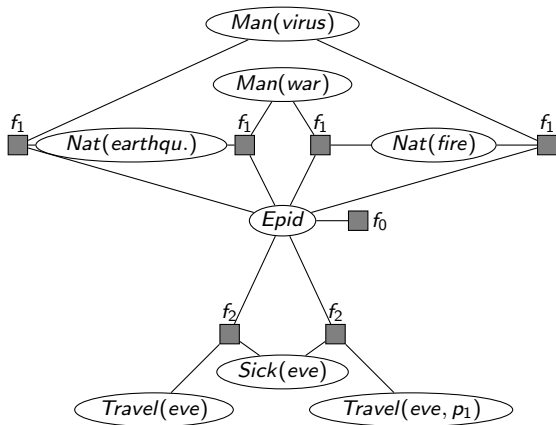 Man(virus)
Man(war)
f1 f1 f1 f1
Nat(earthqu.) Nat(fire)
Epid f0
f2 f2
Sick(eve)
Travel(eve) Travel(eve, p1)